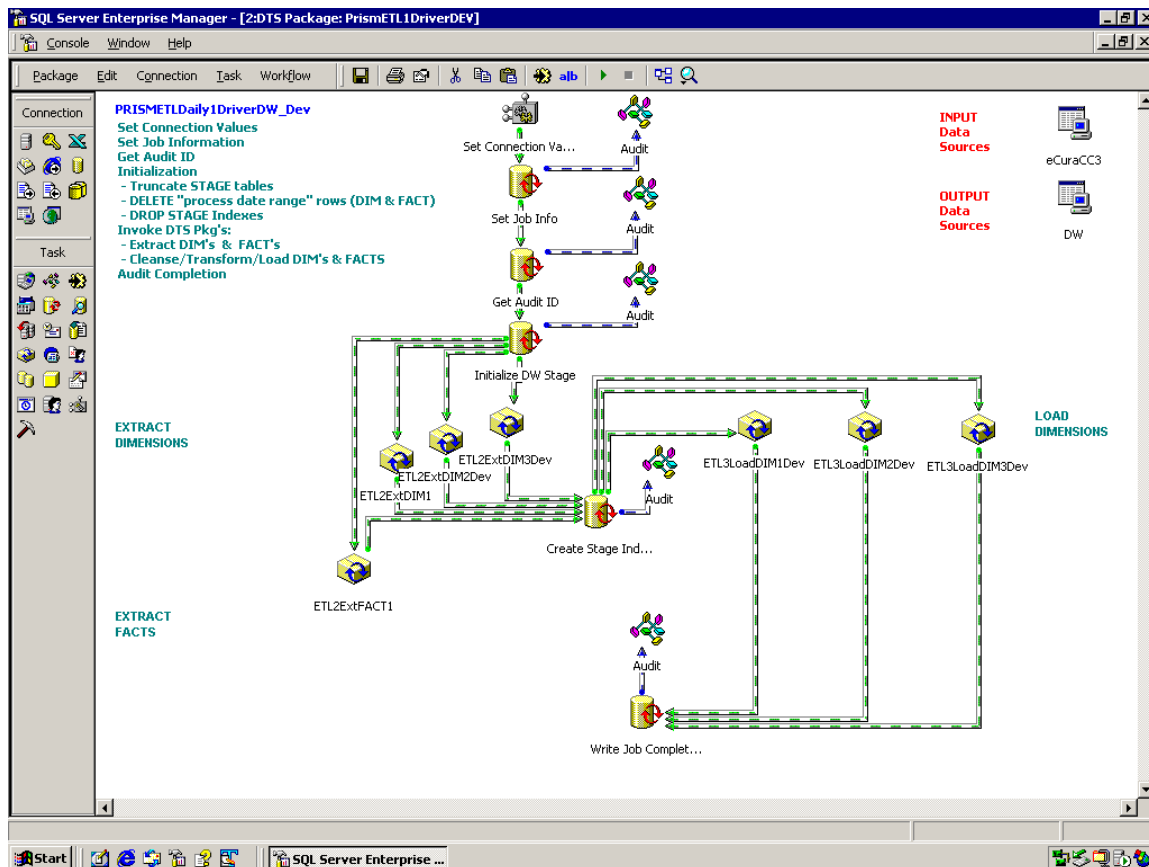 SQL Server Enterprise Manager - [2:DTS Package: PrismETL1DriverDEV]
Console Window Help
Package Edit Connection Task Workflow a|b
Connection
Task
PRISMETLDaily1DriverDW_Dev
Set Connection Values
Set Job Information
Get Audit ID
Initialization
- Truncate STAGE tables
- DELETE "process date range" rows (DIM & FACT)
- DROP STAGE Indexes
Invoke DTS Pkg's:
- Extract DIM's & FACT's
- Cleanse/Transform/Load DIM's & FACTS
Audit Completion
Set Connection Va...
Audit
Set Job Info
Audit
Get Audit ID
Audit
Initialize DW Stage
INPUT
Data
Sources
eCuraCC3
OUTPUT
Data
Sources
DW
EXTRACT
DIMENSIONS
ETL2ExtDIM3Dev
ETL2ExtDIM2Dev
ETL2ExtDIM1
Audit
Create Stage Ind...
ETL3LoadDIM1Dev
ETL3LoadDIM2Dev
ETL3LoadDIM3Dev
LOAD
DIMENSIONS
ETL2ExtFACT1
EXTRACT
FACTS
Audit
Write Job Complet...
Start
SQL Server Enterprise ...